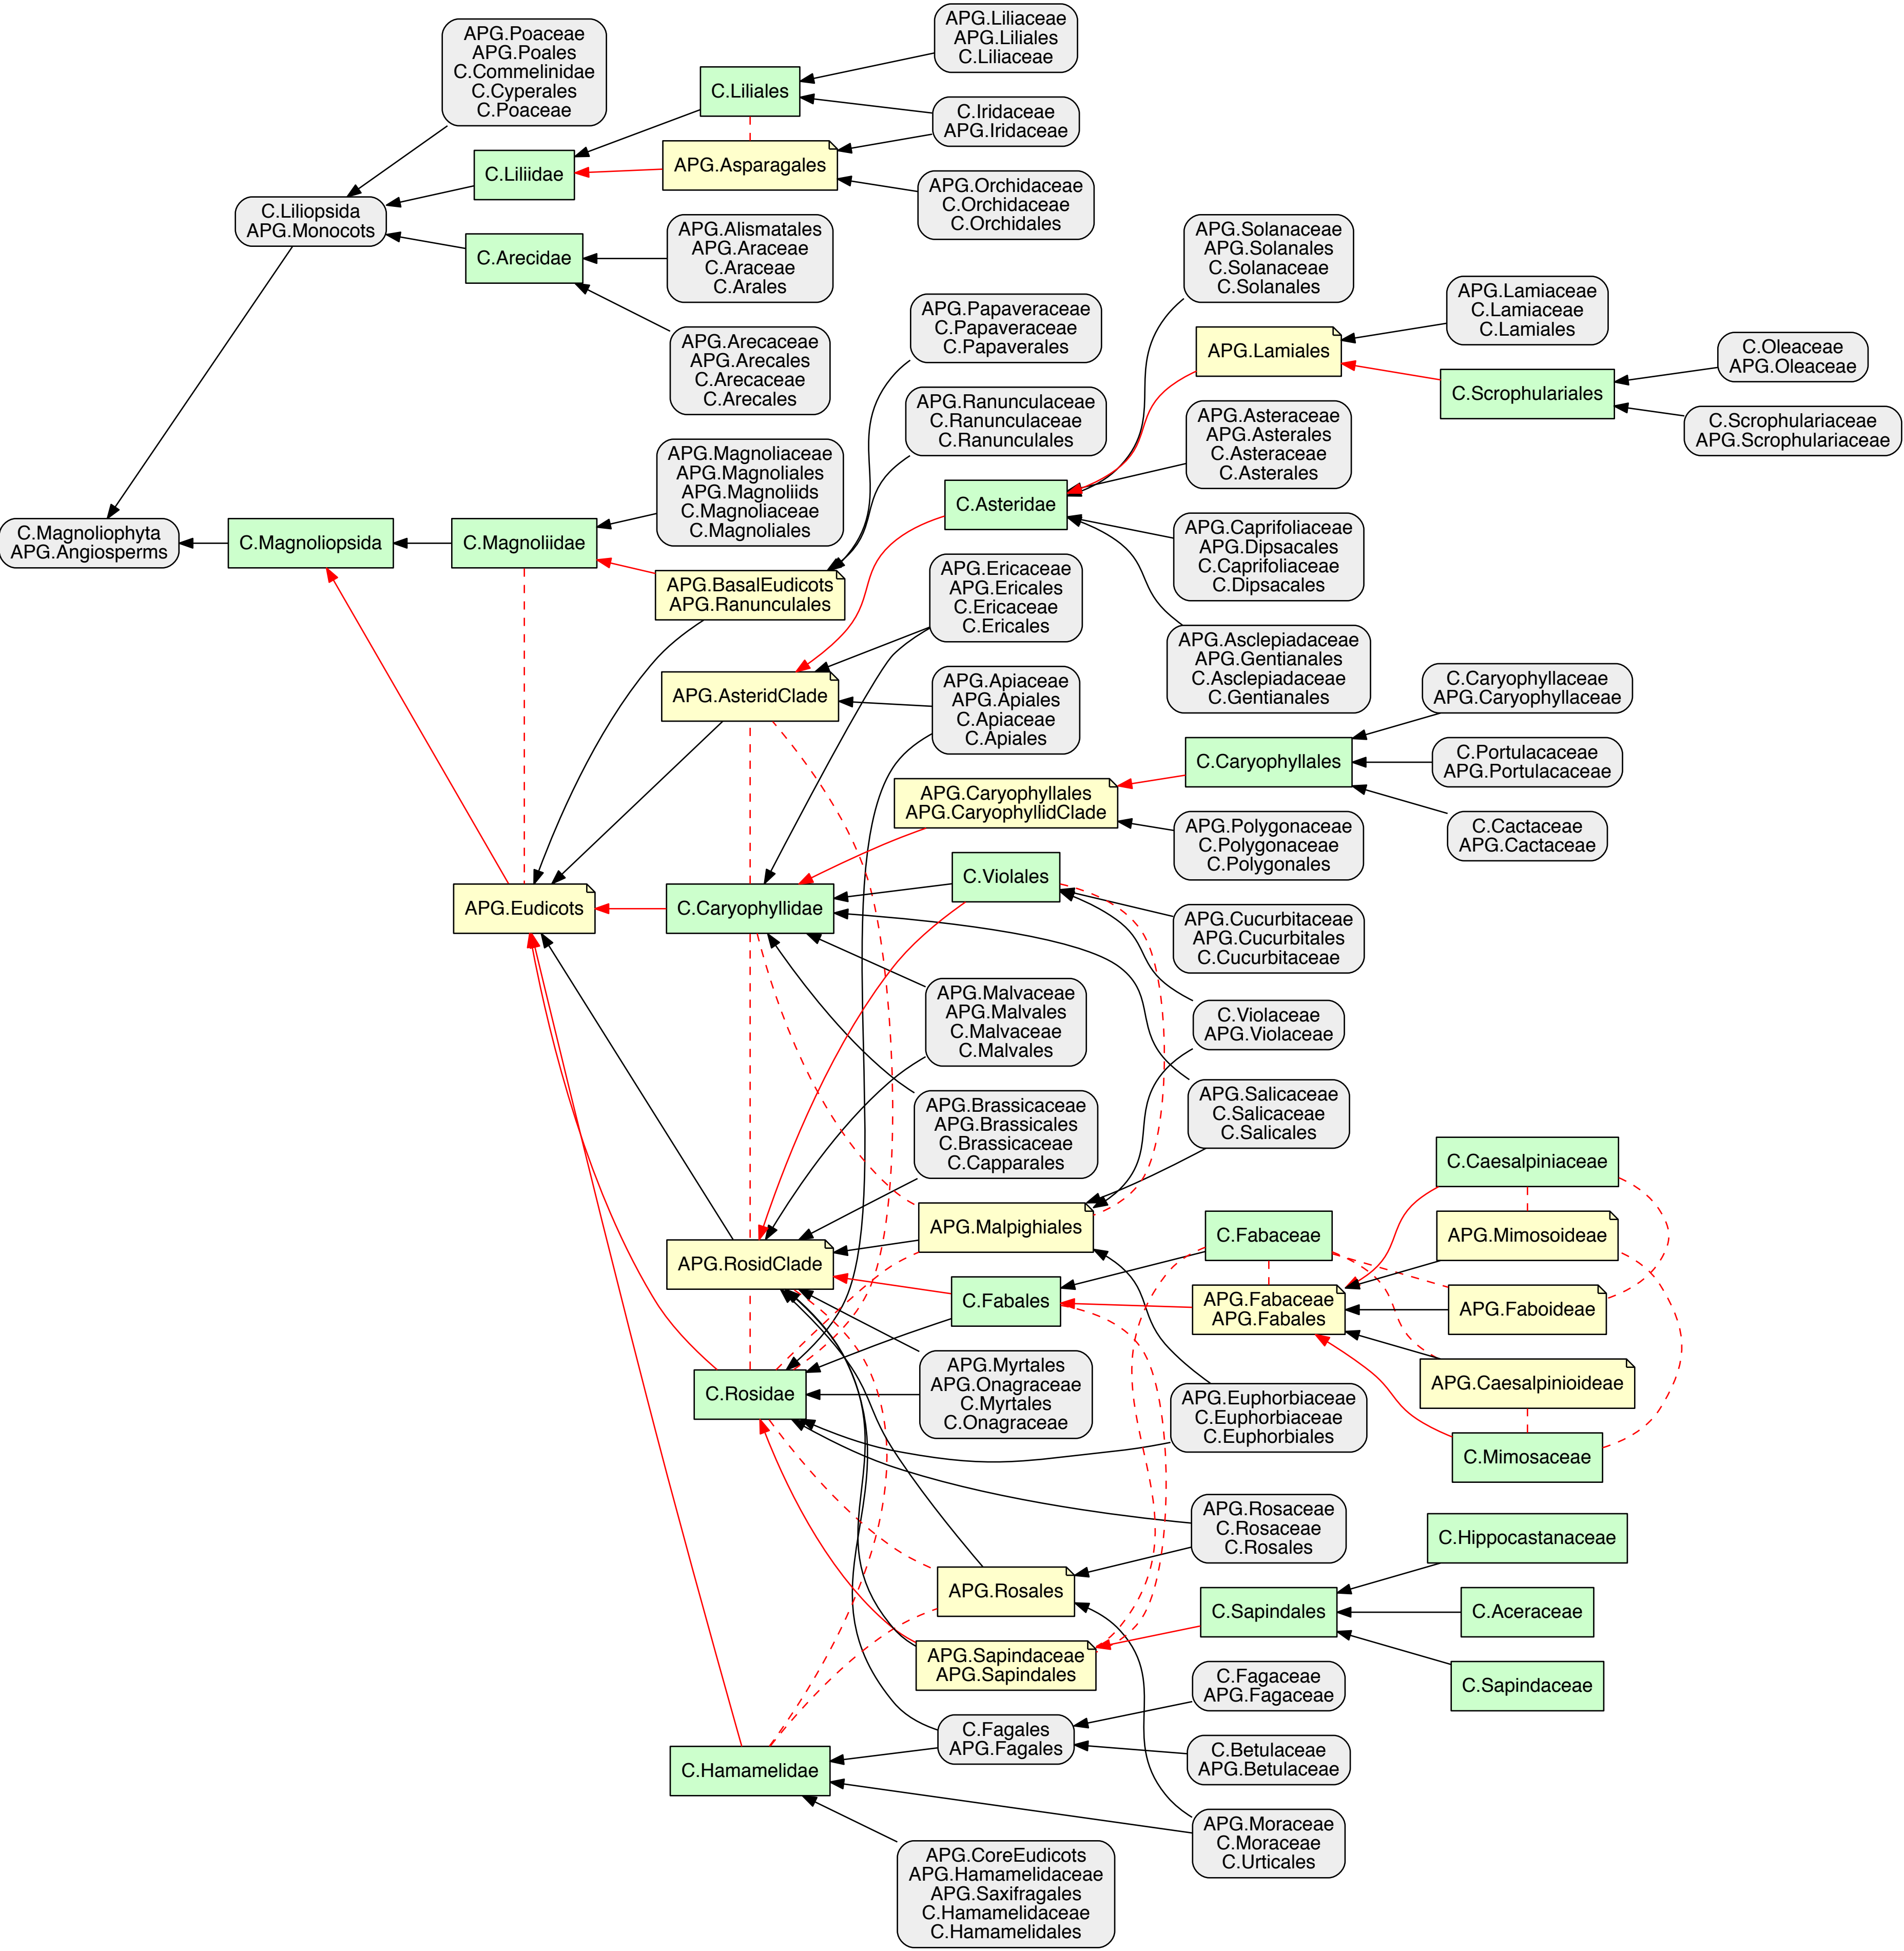 APG.Poaceae
APG.Poales
C.Commelinidae
C.Cyperales
C.Poaceae
C.Liliales
APG.Liliaceae
APG.Liliales
C.Liliaceae
C.Iridaceae
APG.Iridaceae
C.Liliidae
APG.Asparagales
APG.Orchidaceae
C.Orchidaceae
C.Orchidales
C.Liliopsida
APG.Monocots
C.Arecidae
APG.Alismatales
APG.Araceae
C.Araceae
C.Arales
APG.Arecaceae
APG.Arecales
C.Arecaceae
C.Arecales
APG.Papaveraceae
C.Papaveraceae
C.Papaverales
APG.Ranunculaceae
C.Ranunculaceae
C.Ranunculales
APG.Solanaceae
APG.Solanales
C.Solanaceae
C.Solanales
APG.Lamiales
APG.Lamiaceae
C.Lamiaceae
C.Lamiales
C.Scrophulariales
C.Oleaceae
APG.Oleaceae
C.Scrophulariaceae
APG.Scrophulariaceae
APG.Asteraceae
APG.Asterales
C.Asteraceae
C.Asterales
C.Asteridae
APG.Caprifoliaceae
APG.Dipsacales
C.Caprifoliaceae
C.Dipsacales
APG.Asclepiadaceae
APG.Gentianales
C.Asclepiadaceae
C.Gentianales
C.Magnoliophyta
APG.Angiosperms
C.Magnoliopsida
C.Magnoliidae
APG.Magnoliaceae
APG.Magnoliales
APG.Magnoliids
C.Magnoliaceae
C.Magnoliales
APG.BasalEudicots
APG.Ranunculales
APG.Ericaceae
APG.Ericales
C.Ericaceae
C.Ericales
APG.AsteridClade
APG.Apiaceae
APG.Apiales
C.Apiaceae
C.Apiales
C.Caryophyllaceae
APG.Caryophyllaceae
C.Caryophyllales
C.Portulacaceae
APG.Portulacaceae
C.Cactaceae
APG.Cactaceae
APG.Caryophyllales
APG.CaryophyllidClade
APG.Polygonaceae
C.Polygonaceae
C.Polygonales
C.Violales
APG.Eudicots
C.Caryophyllidae
APG.Cucurbitaceae
APG.Cucurbitales
C.Cucurbitaceae
APG.Malvaceae
APG.Malvales
C.Malvaceae
C.Malvales
C.Violaceae
APG.Violaceae
APG.Brassicaceae
APG.Brassicales
C.Brassicaceae
C.Capparales
APG.Salicaceae
C.Salicaceae
C.Salicales
APG.Malpighiales
APG.RosidClade
C.Fabales
C.Fabaceae
APG.Fabaceae
APG.Fabales
C.Caesalpiniaceae
APG.Mimosoideae
APG.Faboideae
APG.Caesalpinioideae
C.Mimosaceae
C.Rosidae
APG.Myrtales
APG.Onagraceae
C.Myrtales
C.Onagraceae
APG.Euphorbiaceae
C.Euphorbiaceae
C.Euphorbiales
APG.Rosaceae
C.Rosaceae
C.Rosales
APG.Rosales
C.Hippocastanaceae
C.Sapindales
C.Aceraceae
C.Sapindaceae
APG.Sapindaceae
APG.Sapindales
C.Fagaceae
APG.Fagaceae
C.Fagales
APG.Fagales
C.Betulaceae
APG.Betulaceae
C.Hamamelidae
APG.Moraceae
C.Moraceae
C.Urticales
APG.CoreEudicots
APG.Hamamelidaceae
APG.Saxifragales
C.Hamamelidaceae
C.Hamamelidales